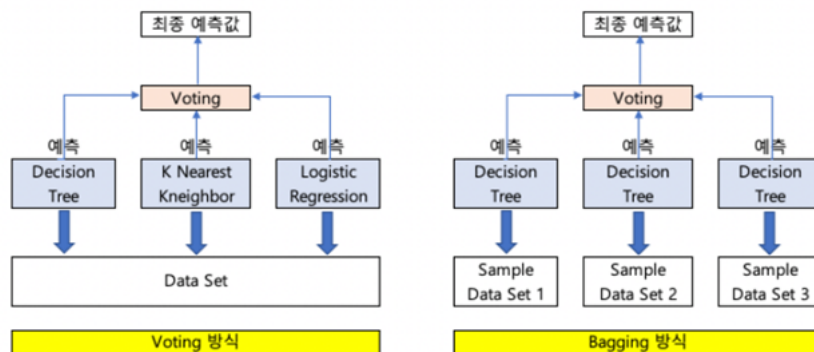 최종 예측값
Voting
예측 예측 예측
Decision Tree
K Nearest Kneighbor
Logistic Regression
Data Set
Voting 방식
최종 예측값
Voting
예측 예측 예측
Decision Tree
Decision Tree
Decision Tree
Sample Data Set 1
Sample Data Set 2
Sample Data Set 3
Bagging 방식